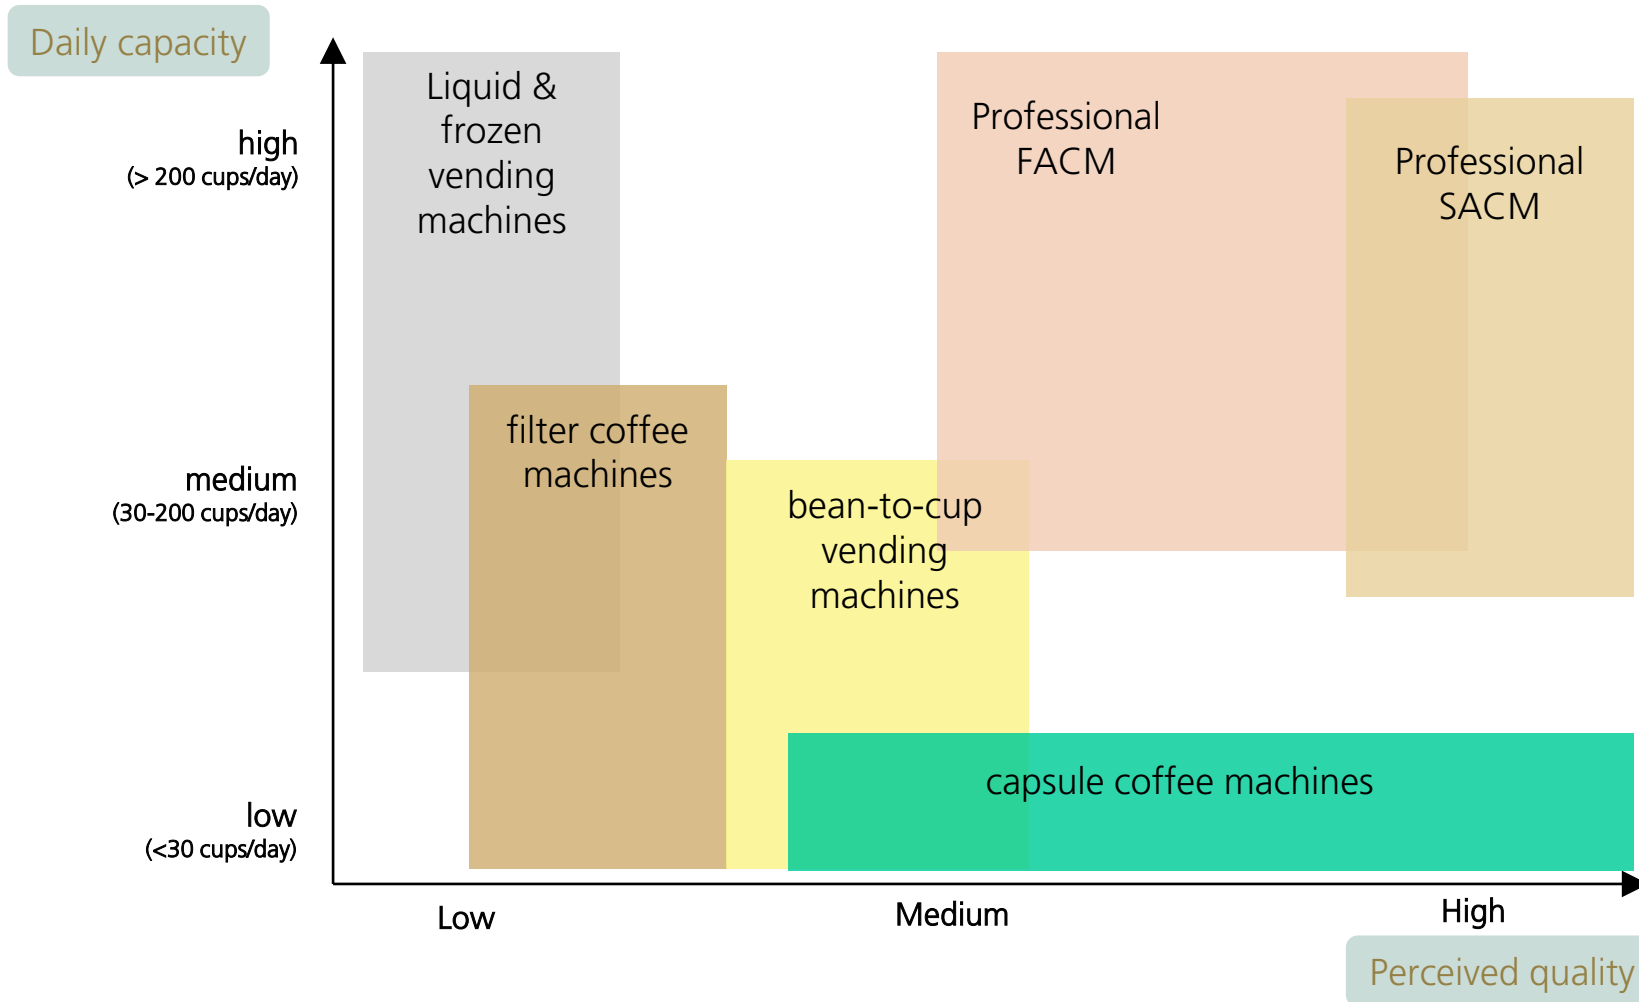 Daily capacity
high
(> 200 cups/day)
medium
(30-200 cups/day)
low
(<30 cups/day)
Liquid &
frozen
vending
machines
filter coffee
machines
bean-to-cup
vending
machines
Professional
FACM
Professional
SACM
capsule coffee machines
Low
Medium
High
Perceived quality